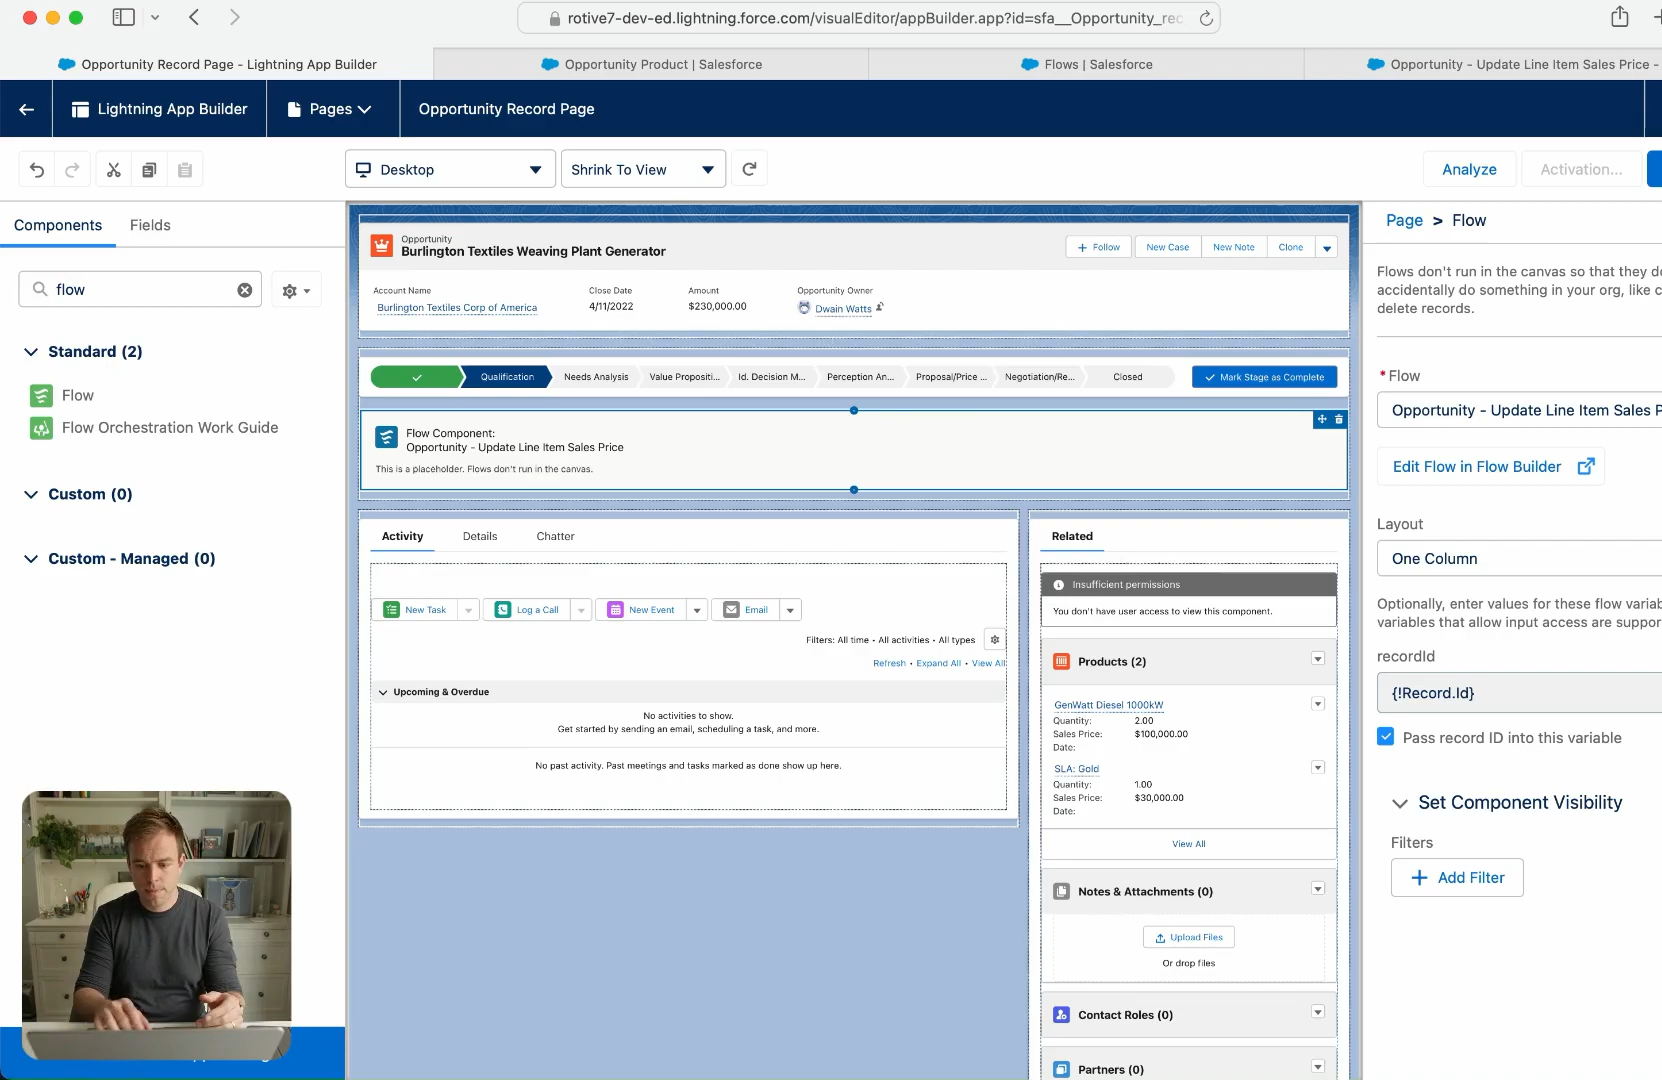 rotive7-dev-ed.lightning.force.com/visualEditor/appBuilder.app?id=sfa__Opportunity_rec
Opportunity Record Page - Lightning App Builder
Opportunity Product | Salesforce
Flows | Salesforce
Opportunity - Update Line Item Sales Price -
Lightning App Builder
Pages
Opportunity Record Page
Desktop
Shrink To View
Analyze
Activation...
Components
Fields
flow
Standard (2)
Flow
Flow Orchestration Work Guide
Custom (0)
Custom - Managed (0)
Opportunity
Burlington Textiles Weaving Plant Generator
Follow
New Case
New Note
Clone
Account Name
Burlington Textiles Corp of America
Close Date
4/11/2022
Amount
$230,000.00
Opportunity Owner
Dwain Watts
Qualification
Needs Analysis
Value Propositi...
Id. Decision M...
Perception An...
Proposal/Price ...
Negotiation/Re...
Closed
Mark Stage as Complete
Flow Component:
Opportunity - Update Line Item Sales Price
This is a placeholder. Flows don't run in the canvas.
Activity
Details
Chatter
New Task
Log a Call
New Event
Email
Filters: All time • All activities • All types
Refresh • Expand All • View All
Upcoming & Overdue
No activities to show.
Get started by sending an email, scheduling a task, and more.
No past activity. Past meetings and tasks marked as done show up here.
Related
Insufficient permissions
You don't have user access to view this component.
Products (2)
GenWatt Diesel 1000kW
Quantity: 2.00
Sales Price: $100,000.00
Date:
SLA: Gold
Quantity: 1.00
Sales Price: $30,000.00
Date:
View All
Notes & Attachments (0)
Upload Files
Or drop files
Contact Roles (0)
Partners (0)
Page > Flow
Flows don't run in the canvas so that they do
accidentally do something in your org, like c
delete records.
* Flow
Opportunity - Update Line Item Sales P
Edit Flow in Flow Builder
Layout
One Column
Optionally, enter values for these flow variab
variables that allow input access are suppor
recordId
{!Record.Id}
Pass record ID into this variable
Set Component Visibility
Filters
Add Filter